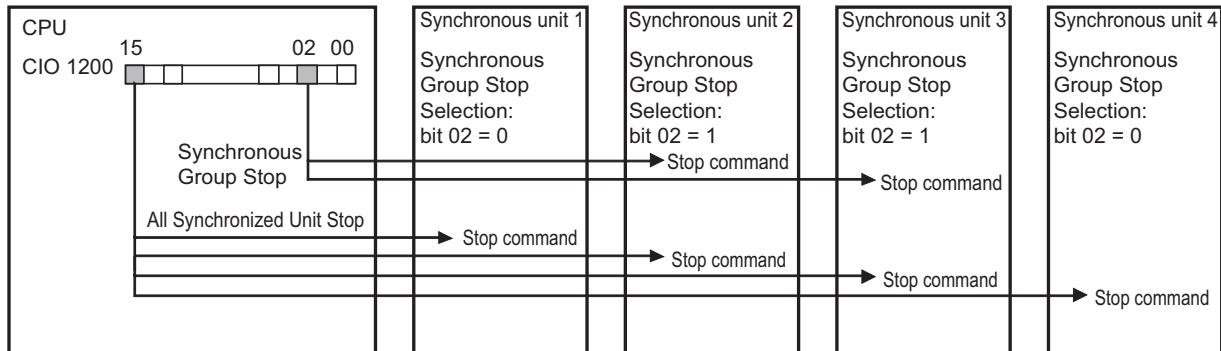 CPU
15 02 00
CIO 1200
Synchronous
Group Stop
All Synchronized Unit Stop
Synchronous unit 1
Synchronous
Group Stop
Selection:
bit 02 = 0
Stop command
Synchronous unit 2
Synchronous
Group Stop
Selection:
bit 02 = 1
Stop command
Stop command
Synchronous unit 3
Synchronous
Group Stop
Selection:
bit 02 = 1
Stop command
Stop command
Synchronous unit 4
Synchronous
Group Stop
Selection:
bit 02 = 0
Stop command